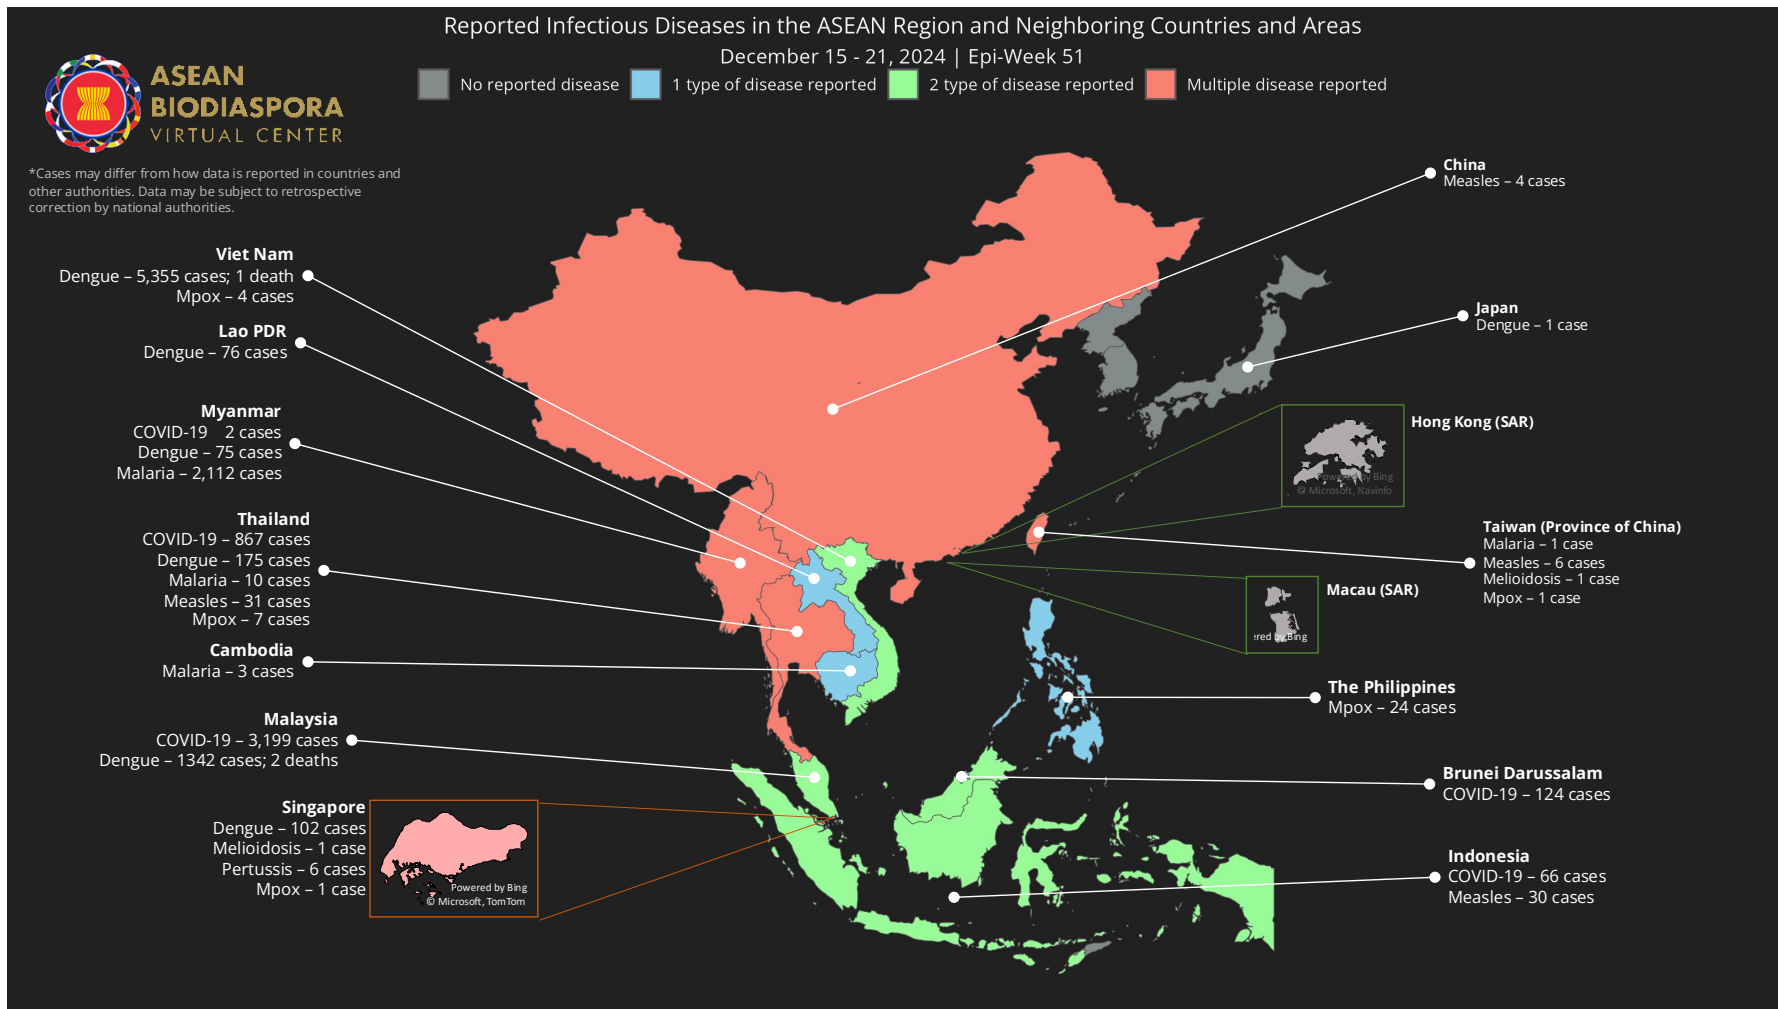 Reported Infectious Diseases in the ASEAN Region and Neighboring Countries and Areas
December 15 - 21, 2024 | Epi-Week 51
No reported disease
1 type of disease reported
2 type of disease reported
Multiple disease reported
ASEAN
BIODIASPORA
VIRTUAL CENTER
*Cases may differ from how data is reported in countries and
other authorities. Data may be subject to retrospective
correction by national authorities.
Viet Nam
Dengue – 5,355 cases; 1 death
Mpox – 4 cases
Lao PDR
Dengue – 76 cases
Myanmar
COVID-19 2 cases
Dengue – 75 cases
Malaria – 2,112 cases
Thailand
COVID-19 – 867 cases
Dengue – 175 cases
Malaria – 10 cases
Measles – 31 cases
Mpox – 7 cases
Cambodia
Malaria – 3 cases
Malaysia
COVID-19 – 3,199 cases
Dengue – 1342 cases; 2 deaths
Singapore
Dengue – 102 cases
Melioidosis – 1 case
Pertussis – 6 cases
Mpox – 1 case
Powered by Bing
© Microsoft, TomTom
China
Measles – 4 cases
Japan
Dengue – 1 case
Hong Kong (SAR)
Powered by Bing
© Microsoft, Navinfo
Taiwan (Province of China)
Malaria – 1 case
Measles – 6 cases
Melioidosis – 1 case
Mpox – 1 case
Macau (SAR)
ered by Bing
The Philippines
Mpox – 24 cases
Brunei Darussalam
COVID-19 – 124 cases
Indonesia
COVID-19 – 66 cases
Measles – 30 cases